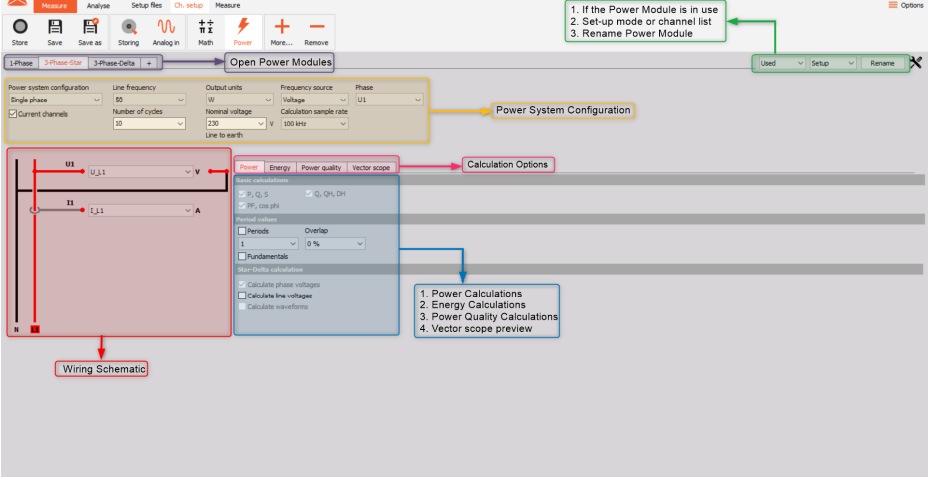 Measure Analyse Setup files Ch. setup Measure Options
Store Save Save as Storing Analog in Math Power More... Remove
1. If the Power Module is in use
2. Set-up mode or channel list
3. Rename Power Module
1-Phase 3-Phase-Star 3-Phase-Delta + Open Power Modules Used Setup Rename
Power system configuration Line frequency Output units Frequency source Phase
Single phase 50 W Voltage U1
Current channels Number of cycles Nominal voltage Calculation sample rate
10 230 V 100 kHz
Line to earth
Power System Configuration
U1
U_L1 V
I1
I_L1 A
N L1
Wiring Schematic
Power Energy Power quality Vector scope Calculation Options
Basic calculations
P, Q, S Q, QH, DH
PF, cos phi
Period values
Periods Overlap
1 0 %
Fundamentals
Star-Delta calculation
Calculate phase voltages
Calculate line voltages
Calculate waveforms
1. Power Calculations
2. Energy Calculations
3. Power Quality Calculations
4. Vector scope preview